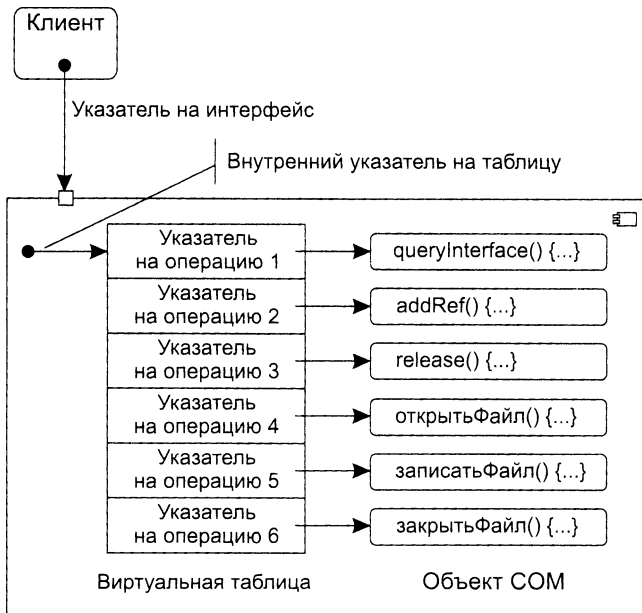 Клиент
Указатель на интерфейс
Внутренний указатель на таблицу
Указатель
на операцию 1
queryInterface() {...}
Указатель
на операцию 2
addRef() {...}
Указатель
на операцию 3
release() {...}
Указатель
на операцию 4
открытьФайл() {...}
Указатель
на операцию 5
записатьФайл() {...}
Указатель
на операцию 6
закрытьФайл() {...}
Виртуальная таблица
Объект COM